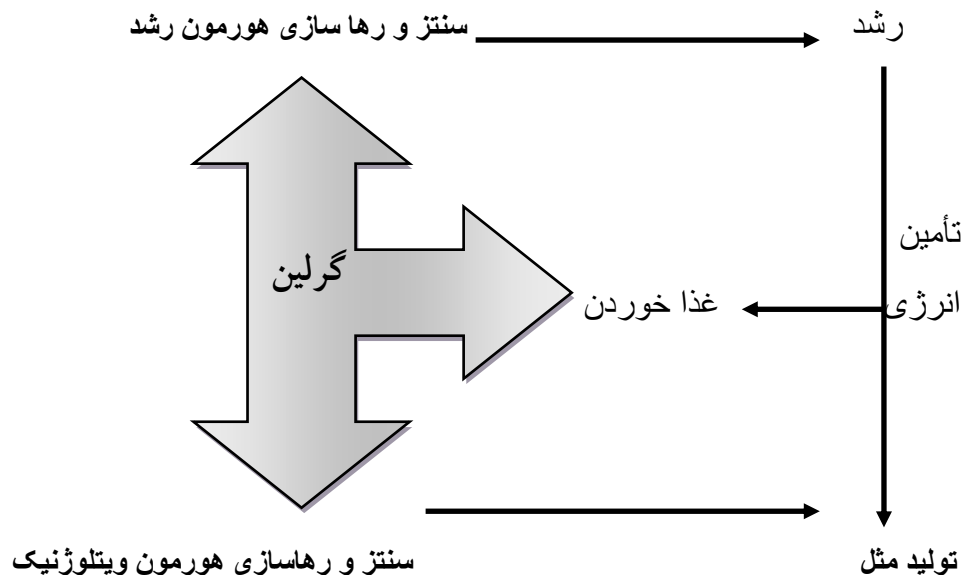 سنتز و رها سازی هورمون رشد
رشد
گرلین
تأمین
انرژی
غذا خوردن
سنتز و رهاسازی هورمون ویتلوژنیک
تولید مثل